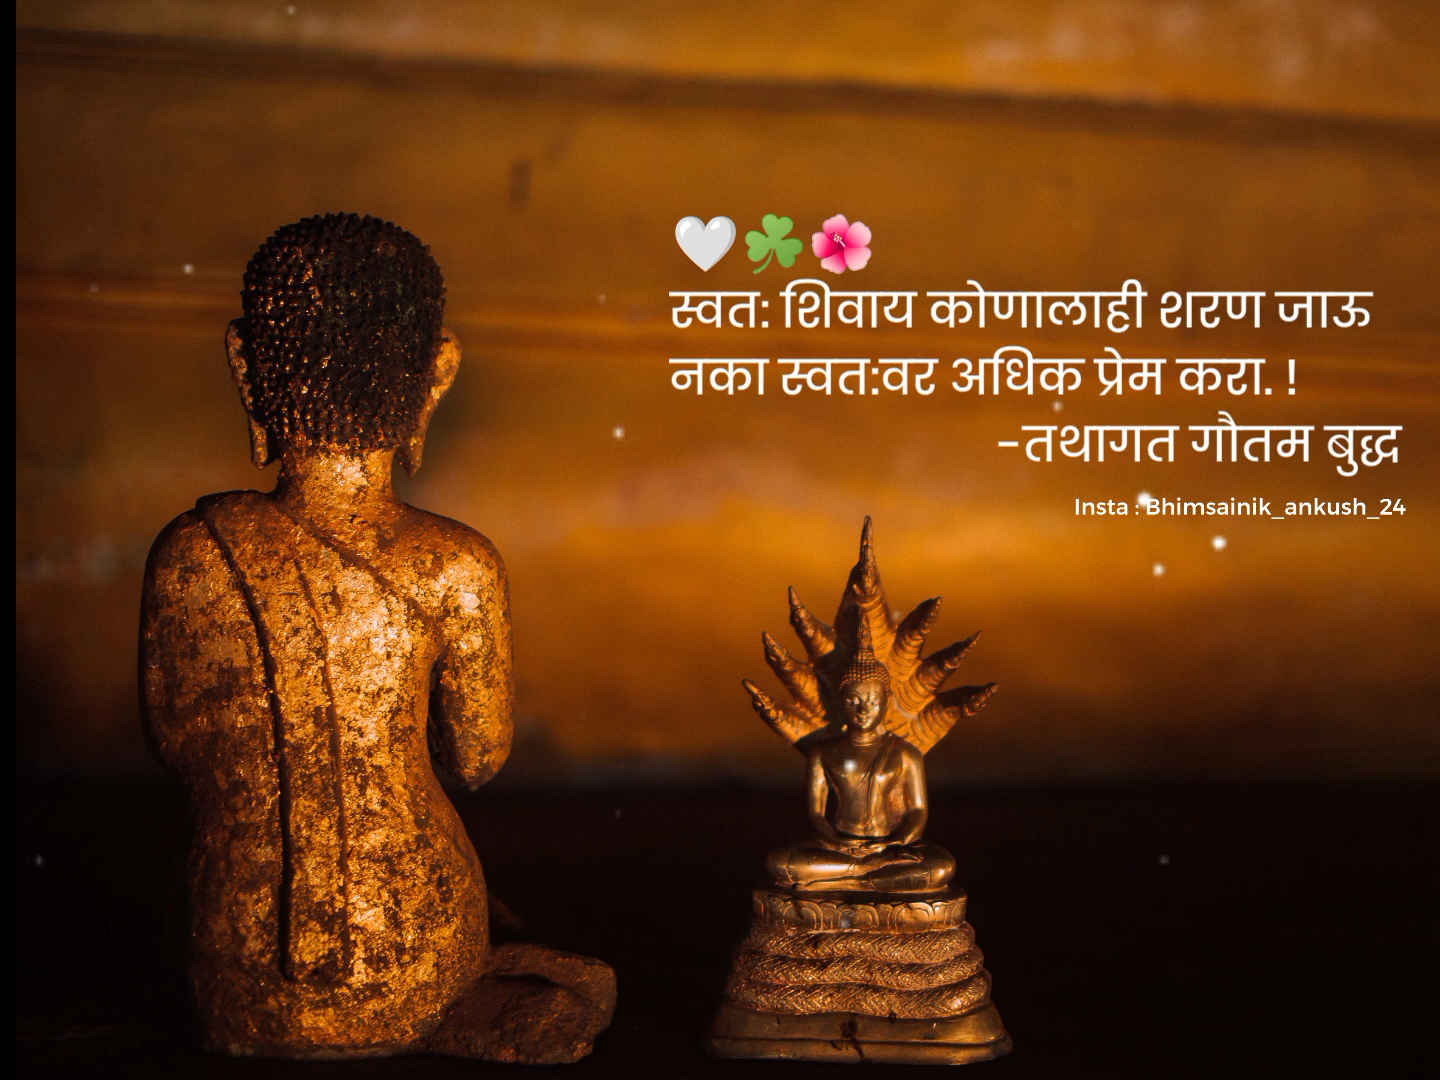 🤍☘️🌺
स्वत: शिवाय कोणालाही शरण जाऊ
नका स्वत:वर अधिक प्रेम करा. !
-तथागत गौतम बुद्ध
Insta : Bhimsainik_ankush_24